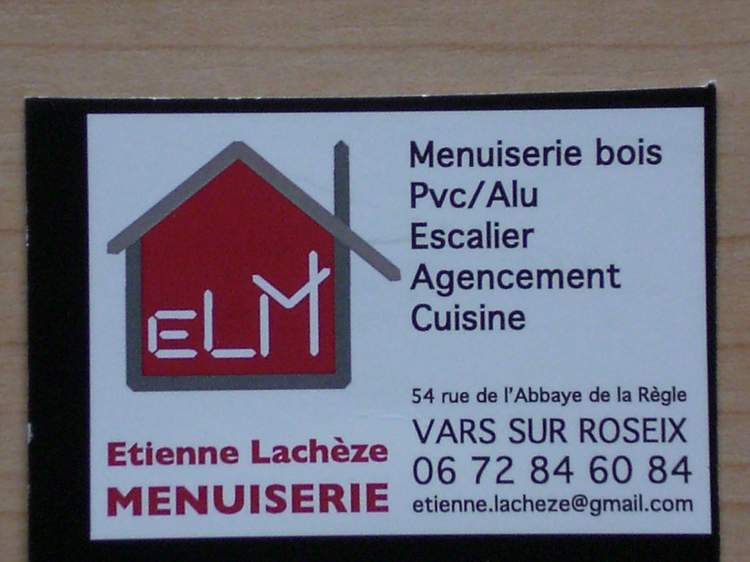 ELM
Etienne Lachèze
MENUISERIE
Menuiserie bois
Pvc/Alu
Escalier
Agencement
Cuisine
54 rue de l'Abbaye de la Règle
VARS SUR ROSEIX
06 72 84 60 84
etienne.lacheze@gmail.com